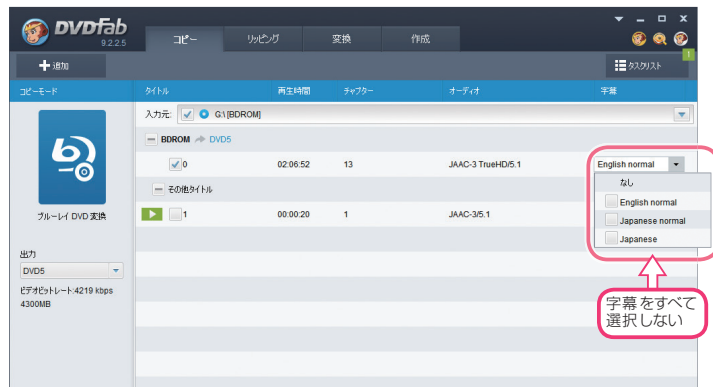 DVDFab
9.2.2.5
コピー
リッピング
変換
作成
追加
タスクリスト
1
コピーモード
タイトル
再生時間
チャプター
オーディオ
字幕
入力元:
G:\ [BDROM]
BDROM
DVD5
0
02:06:52
13
JAAC-3 TrueHD/5.1
English normal
その他タイトル
なし
English normal
Japanese normal
Japanese
1
00:00:20
1
JAAC-3/5.1
ブルーレイ DVD 変換
出力
DVD5
ビデオビットレート:4219 kbps
4300MB
字幕をすべて
選択しない